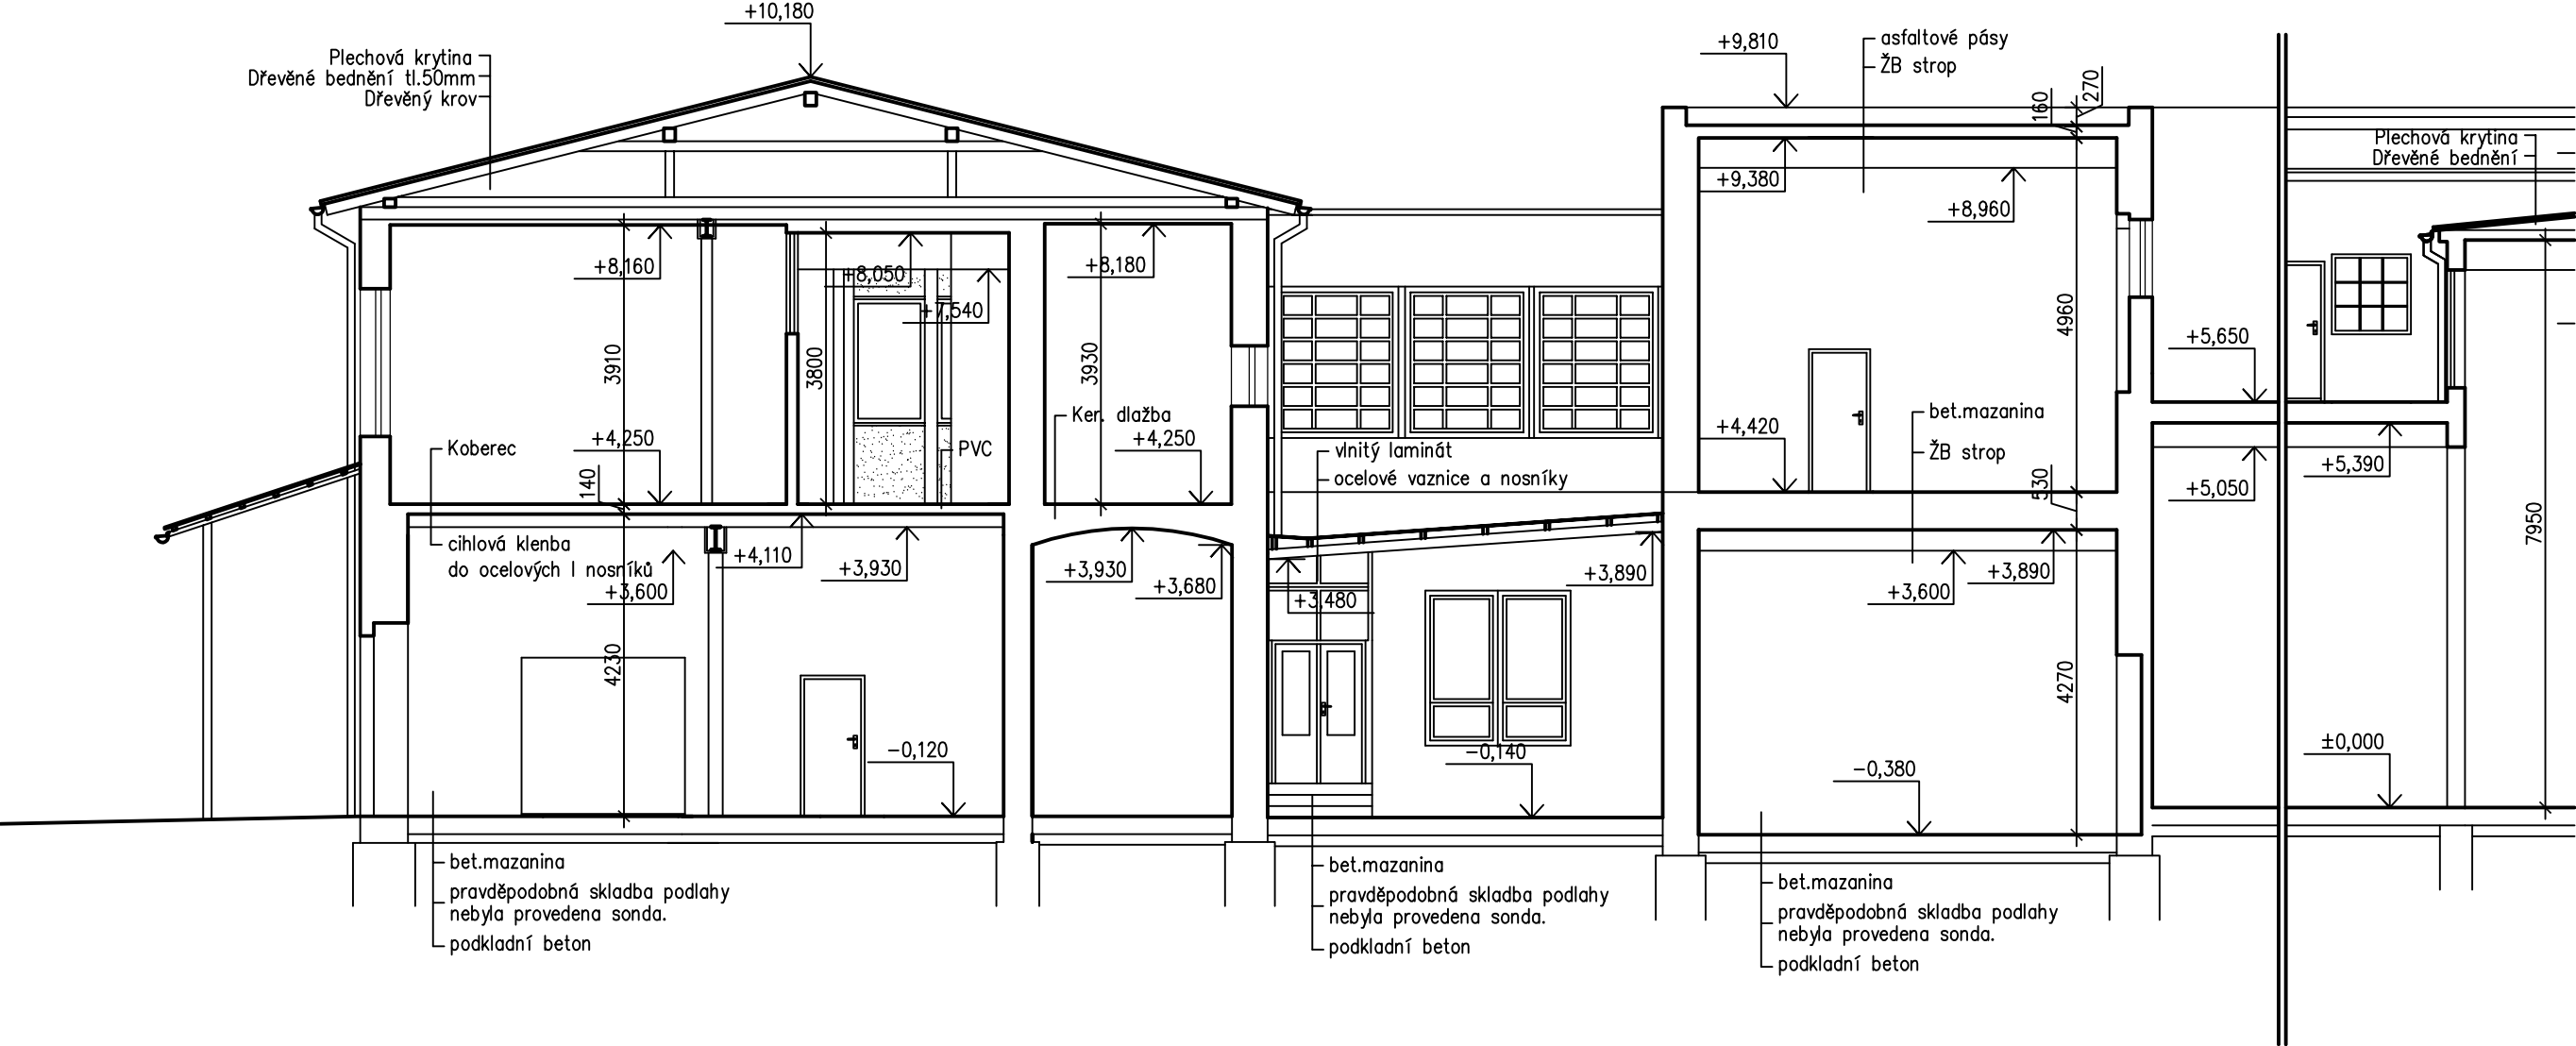 +10,180
Plechová krytina
Dřevěné bednění tl.50mm
Dřevěný krov
+9,810
asfaltové pásy
ŽB strop
160
270
Plechová krytina
Dřevěné bednění
+9,380
+8,960
+8,160
+8,050
+7,540
+8,180
3910
3800
3930
4960
+5,650
Koberec
+4,250
PVC
Ker. dlažba
+4,250
140
vlnitý laminát
ocelové vaznice a nosníky
+4,420
bet.mazanina
ŽB strop
530
+5,050
+5,390
7950
cihlová klenba
do ocelových I nosníků
+3,600
+4,110
+3,930
+3,930
+3,680
+3,480
+3,890
+3,600
+3,890
4230
4270
-0,120
-0,140
-0,380
±0,000
bet.mazanina
pravděpodobná skladba podlahy
nebyla provedena sonda.
podkladní beton
bet.mazanina
pravděpodobná skladba podlahy
nebyla provedena sonda.
podkladní beton
bet.mazanina
pravděpodobná skladba podlahy
nebyla provedena sonda.
podkladní beton